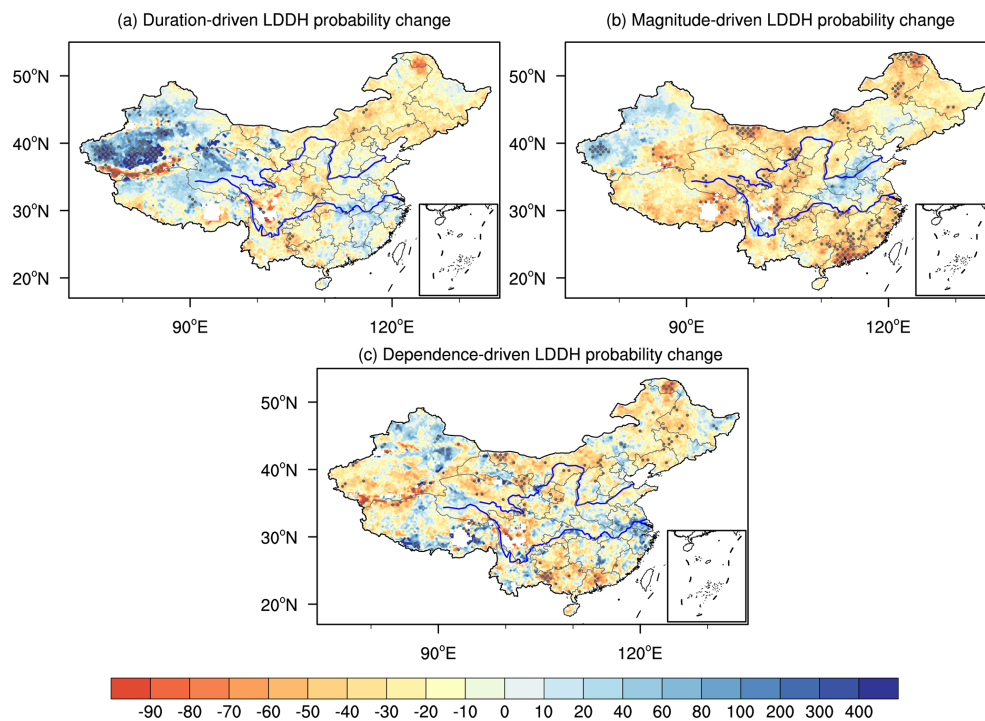 (a) Duration-driven LDDH probability change
(b) Magnitude-driven LDDH probability change
50°N
40°N
30°N
20°N
90°E
120°E
50°N
40°N
30°N
20°N
90°E
120°E
(c) Dependence-driven LDDH probability change
50°N
40°N
30°N
20°N
90°E
120°E
-90 -80 -70 -60 -50 -40 -30 -20 -10 0 10 20 30 40 60 80 100 200 300 400